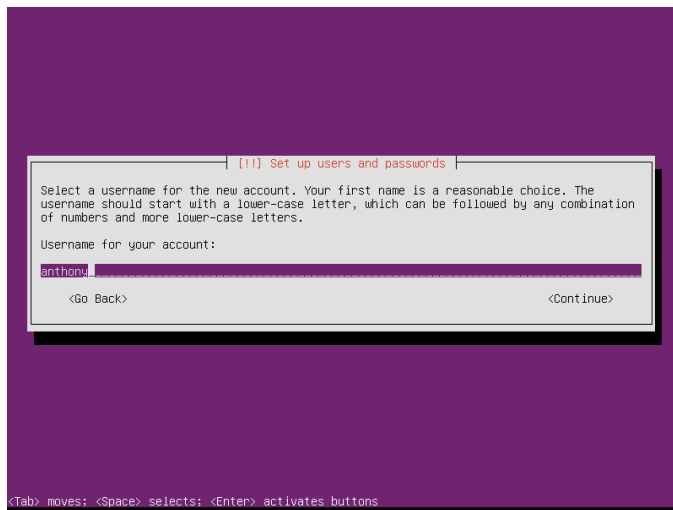 [!!] Set up users and passwords
Select a username for the new account. Your first name is a reasonable choice. The
username should start with a lower-case letter, which can be followed by any combination
of numbers and more lower-case letters.
Username for your account:
anthony
<Go Back> <Continue>
<Tab> moves; <Space> selects; <Enter> activates buttons